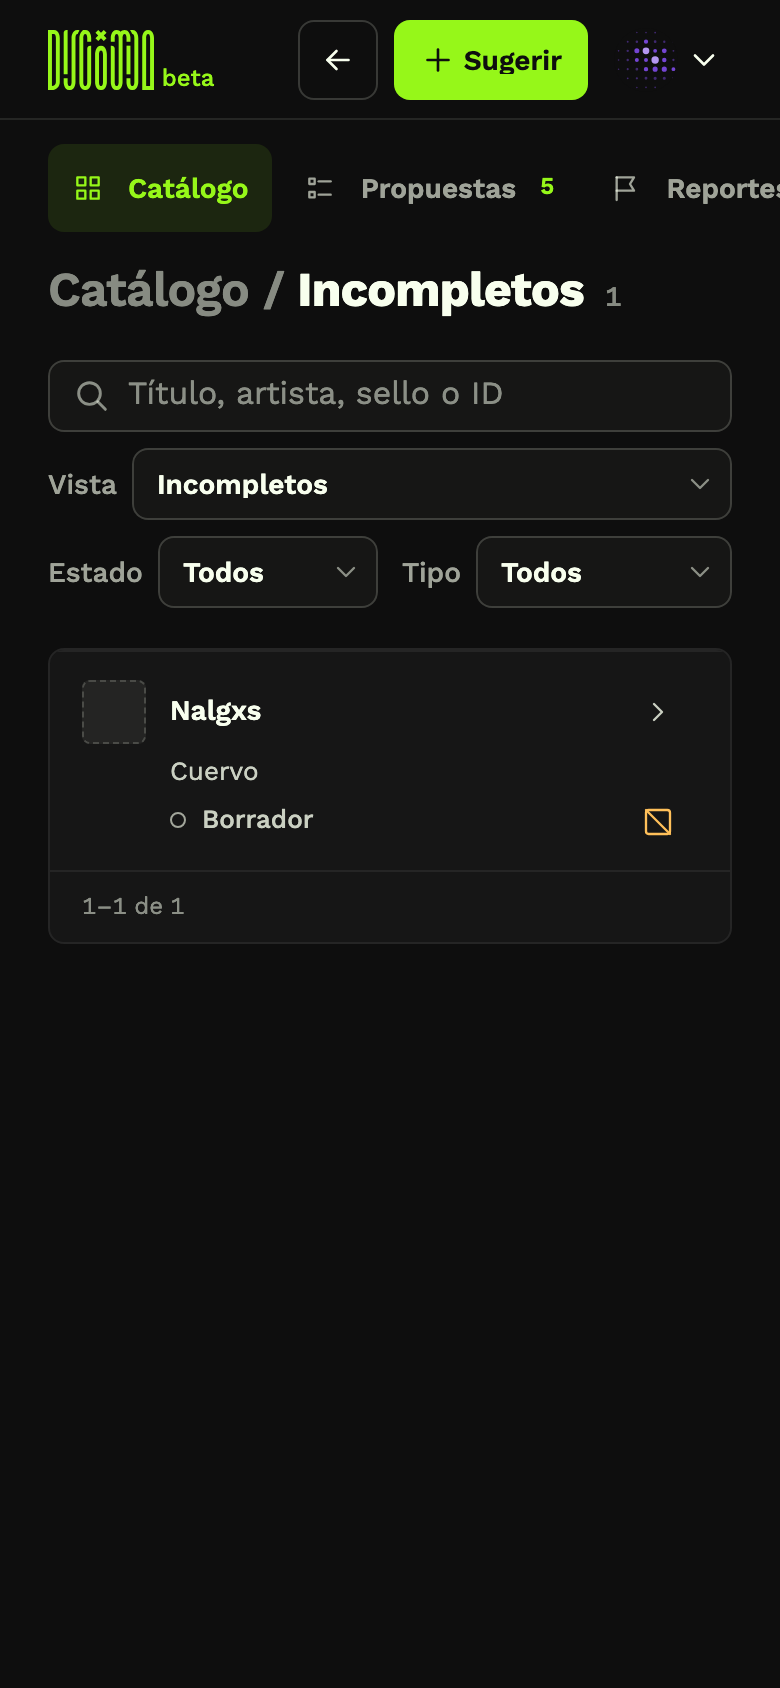 DISCÓIMO beta
Sugerir
Catálogo
Propuestas 5
Reportes
Catálogo / Incompletos 1
Título, artista, sello o ID
Vista Incompletos
Estado Todos Tipo Todos
Nalgxs
Cuervo
Borrador
1–1 de 1